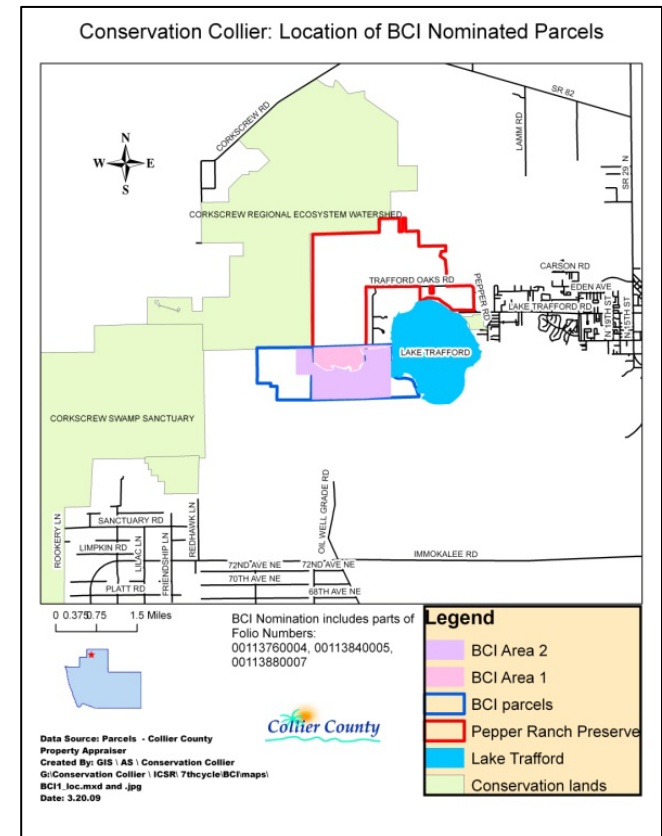 Conservation Collier: Location of BCI Nominated Parcels
CORKSCREW RD
SR 82
LAMM RD
SR 29 N
N
W E
S
CORKSCREW REGIONAL ECOSYSTEM WATERSHED
TRAFFORD OAKS RD
PEPPER RD
CARSON RD
EDEN AVE
LAKE TRAFFORD RD
N 19TH ST
N 15TH ST
LAKE TRAFFORD
CORKSCREW SWAMP SANCTUARY
ROOKERY LN
SANCTUARY RD
LIMPKIN RD
LILAC LN
FRIENDSHIP LN
REDHAWK LN
PLATT RD
OIL WELL GRADE RD
IMMOKALEE RD
72ND AVE NE 72ND AVE NE
70TH AVE NE
68TH AVE NE
0 0.375 0.75 1.5 Miles
BCI Nomination includes parts of
Folio Numbers:
00113760004, 00113840005,
00113880007
Legend
BCI Area 2
BCI Area 1
BCI parcels
Pepper Ranch Preserve
Lake Trafford
Conservation lands
Collier County
Data Source: Parcels - Collier County
Property Appraiser
Created By: GIS \ AS \ Conservation Collier
G:\Conservation Collier \ ICSR\ 7thcycle\BCI\maps\
BCI1_loc.mxd and .jpg
Date: 3.20.09